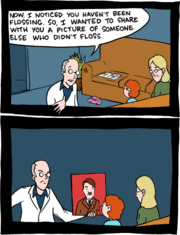 NOW, I NOTICED YOU HAVEN'T BEEN
FLOSSING. SO, I WANTED TO SHARE
WITH YOU A PICTURE OF SOMEONE
ELSE WHO DIDN'T FLOSS.